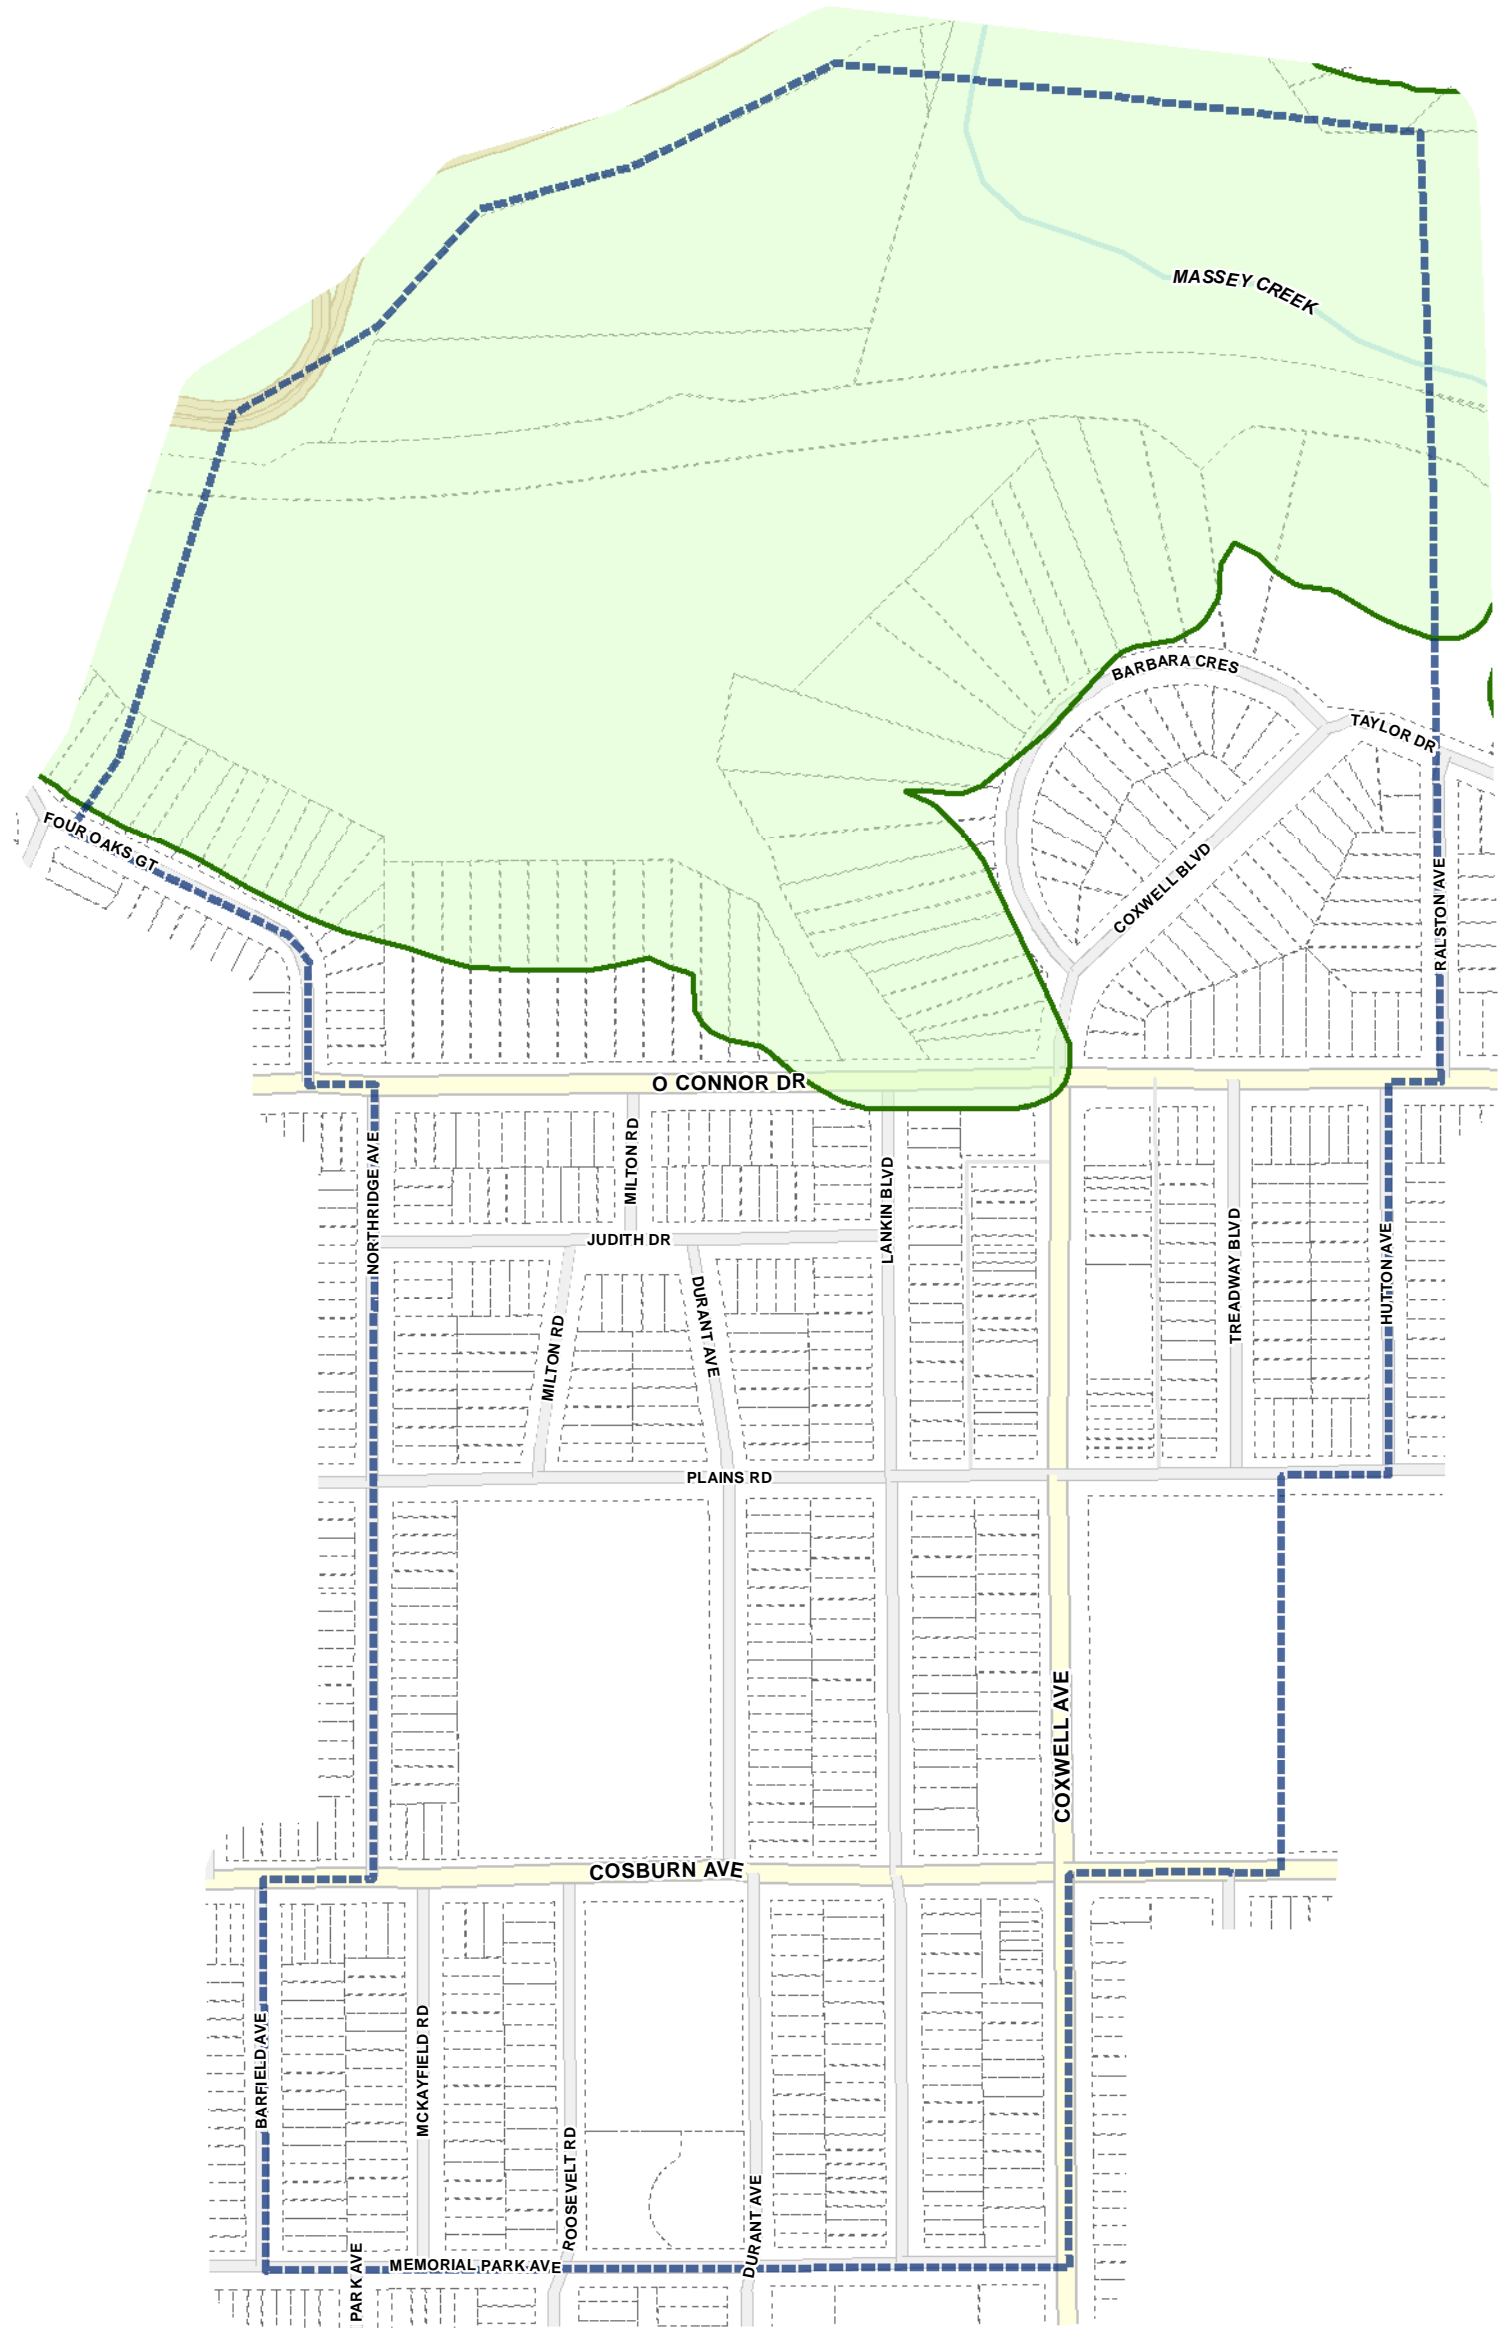 MASSEY CREEK
BARBARA CRES
TAYLOR DR
FOUR OAKS GT
COXWELL BLVD
RALSTON AVE
O CONNOR DR
MILTON RD
NORTHRIDGE AVE
LANKIN BLVD
TREADWAY BLVD
HUTTON AVE
JUDITH DR
DURANT AVE
MILTON RD
PLAINS RD
COXWELL AVE
COSBURN AVE
BARFIELD AVE
MCKAYFIELD RD
ROOSEVELT RD
DURANT AVE
MEMORIAL PARK AVE
PARK AVE